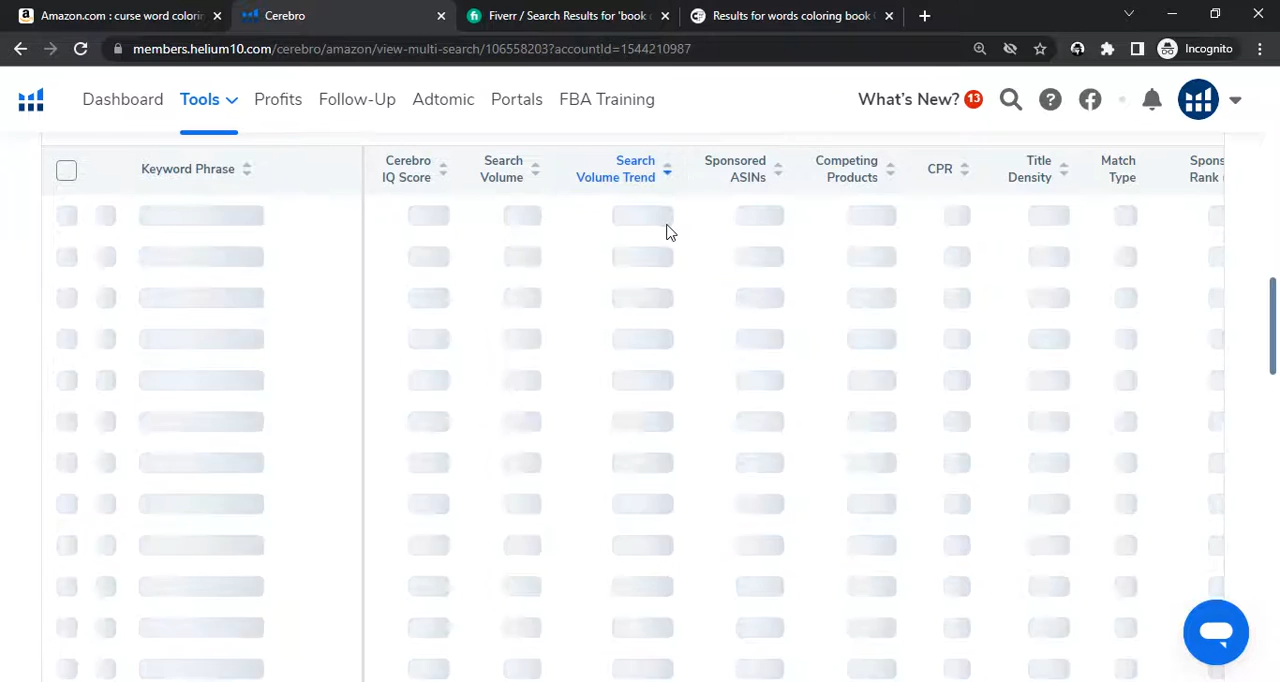 Amazon.com : curse word colorin
Cerebro
Fiverr / Search Results for 'book
Results for words coloring book
members.helium10.com/cerebro/amazon/view-multi-search/106558203?accountId=1544210987
Incognito
Dashboard
Tools
Profits
Follow-Up
Adtomic
Portals
FBA Training
What's New? 13
Keyword Phrase
Cerebro
IQ Score
Search
Volume
Search
Volume Trend
Sponsored
ASINs
Competing
Products
CPR
Title
Density
Match
Type
Spons
Rank